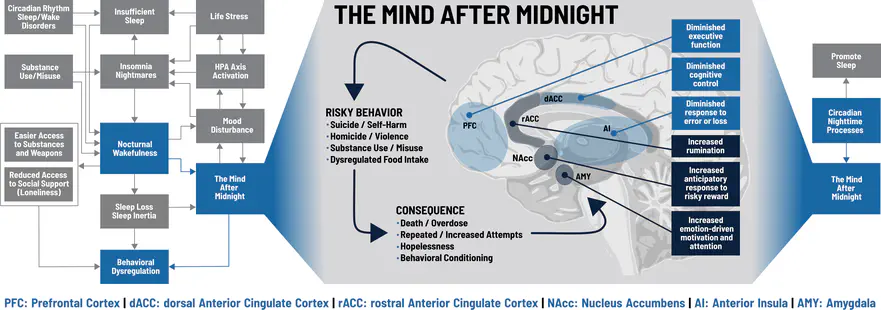 THE MIND AFTER MIDNIGHT
Circadian Rhythm
Sleep/Wake
Disorders
Insufficient
Sleep
Life Stress
Substance
Use/Misuse
Insomnia
Nightmares
HPA Axis
Activation
Mood
Disturbance
Easier Access
to Substances
and Weapons
Nocturnal
Wakefulness
Reduced Access
to Social Support
(Loneliness)
The Mind
After
Midnight
Sleep Loss
Sleep Inertia
Behavioral
Dysregulation
RISKY BEHAVIOR
· Suicide / Self-Harm
· Homicide / Violence
· Substance Use / Misuse
· Dysregulated Food Intake
CONSEQUENCE
· Death / Overdose
· Repeated / Increased Attempts
· Hopelessness
· Behavioral Conditioning
PFC
dACC
rACC
AI
NAcc
AMY
Diminished
executive
function
Diminished
cognitive
control
Diminished
response to
error or loss
Increased
rumination
Increased
anticipatory
response to
risky reward
Increased
emotion-driven
motivation and
attention
Promote
Sleep
Circadian
Nighttime
Processes
The Mind
After
Midnight
PFC: Prefrontal Cortex | dACC: dorsal Anterior Cingulate Cortex | rACC: rostral Anterior Cingulate Cortex | NAcc: Nucleus Accumbens | AI: Anterior Insula | AMY: Amygdala